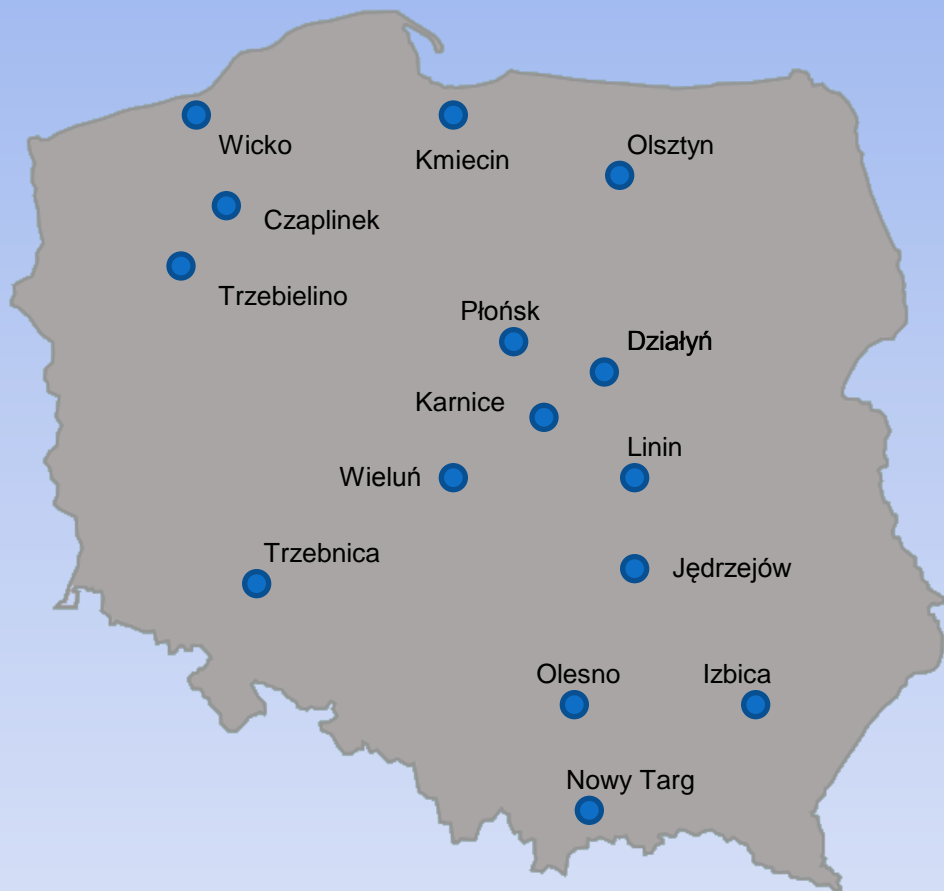 Wicko
Kmiecin
Olsztyn
Czaplinek
Trzebielino
Płońsk
Działyń
Karnice
Linin
Wieluń
Trzebnica
Jędrzejów
Olesno
Izbica
Nowy Targ